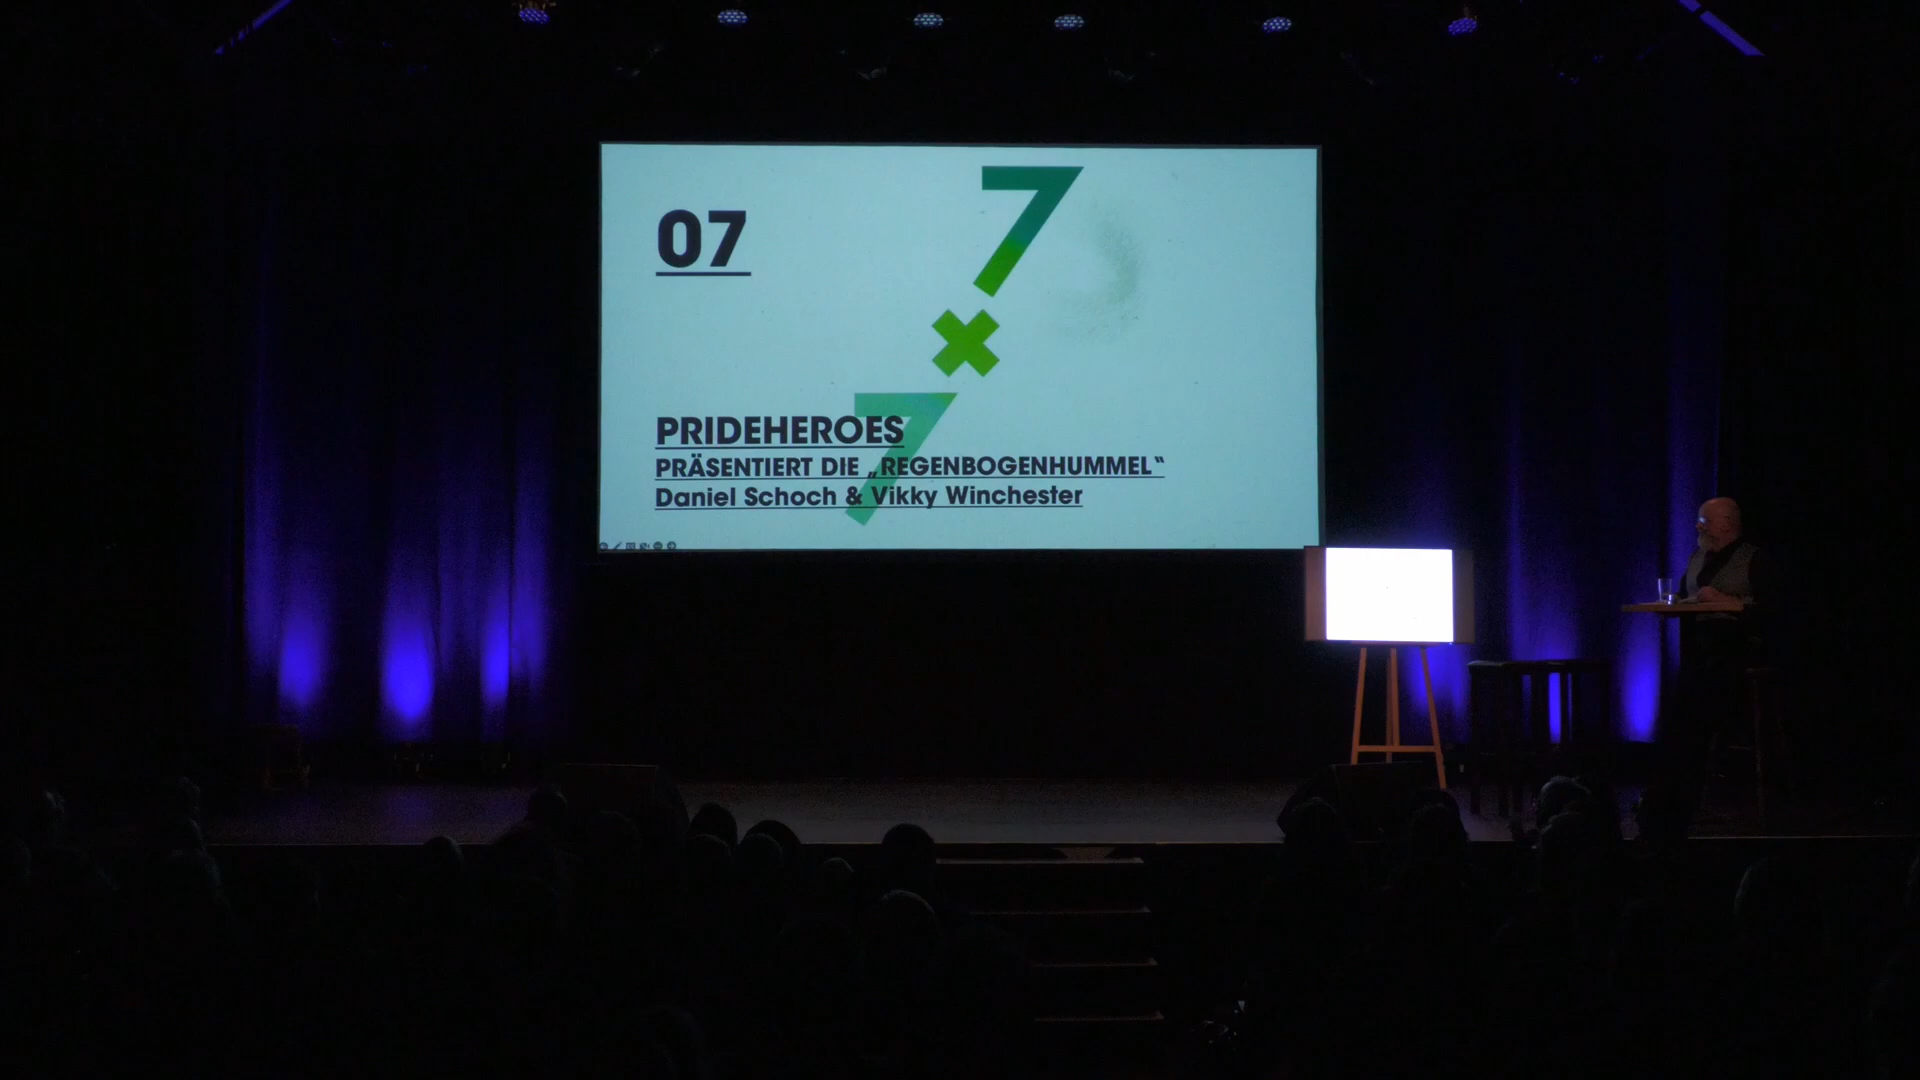 07
7
×
7
PRIDEHEROES
PRÄSENTIERT DIE „REGENBOGENHUMMEL“
Daniel Schoch & Vikky Winchester